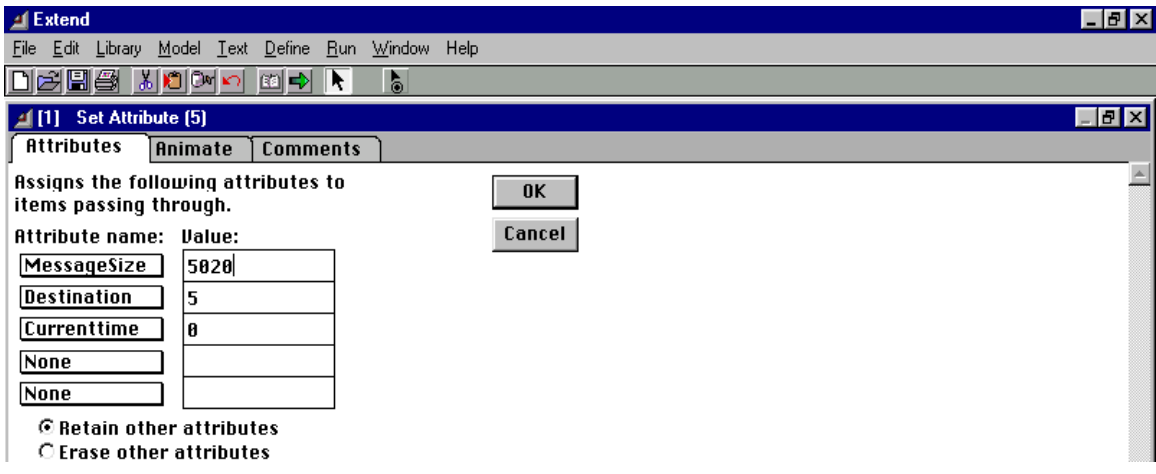 Extend
File Edit Library Model Text Define Run Window Help
[1] Set Attribute (5)
Attributes Animate Comments
Assigns the following attributes to
items passing through.
OK
Cancel
Attribute name: Value:
MessageSize 5020
Destination 5
Currenttime 0
None
None
Retain other attributes
Erase other attributes